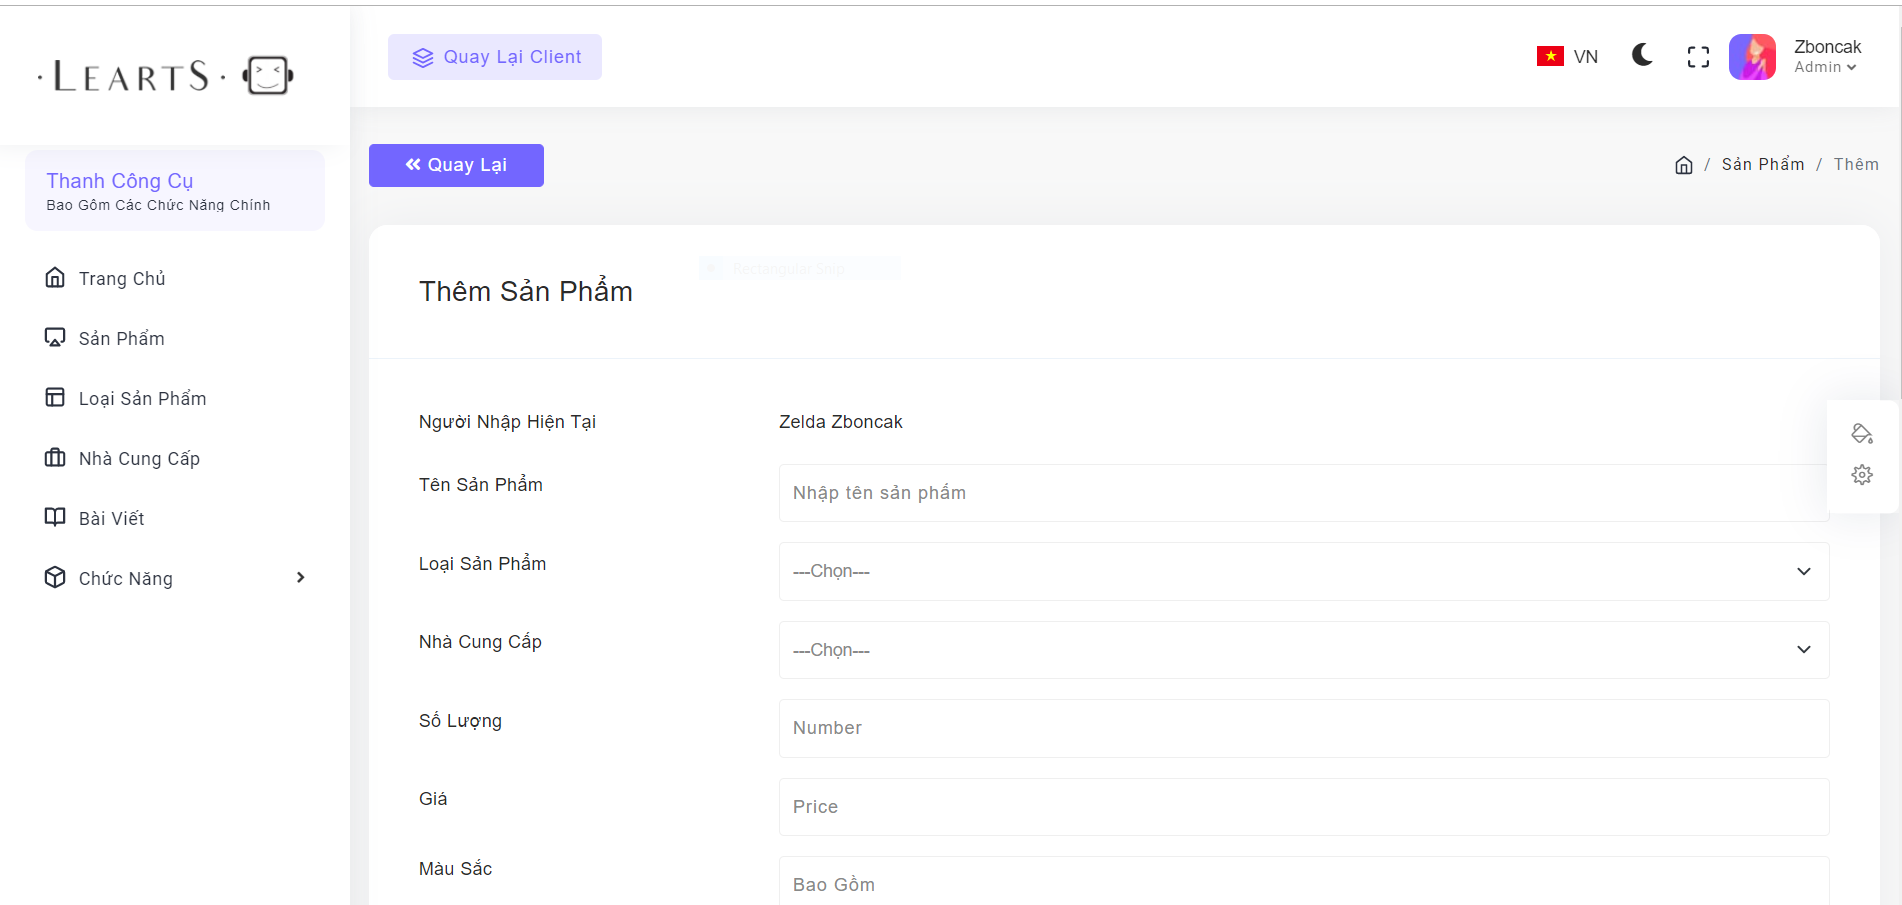 · LEARTS ·
Quay Lại Client
VN
Zboncak
Admin
Thanh Công Cụ
Bao Gồm Các Chức Năng Chính
Trang Chủ
Sản Phẩm
Loại Sản Phẩm
Nhà Cung Cấp
Bài Viết
Chức Năng
Quay Lại
/ Sản Phẩm / Thêm
Rectangular Snip
Thêm Sản Phẩm
Người Nhập Hiện Tại
Zelda Zboncak
Tên Sản Phẩm
Nhập tên sản phẩm
Loại Sản Phẩm
---Chọn---
Nhà Cung Cấp
---Chọn---
Số Lượng
Number
Giá
Price
Màu Sắc
Bao Gồm